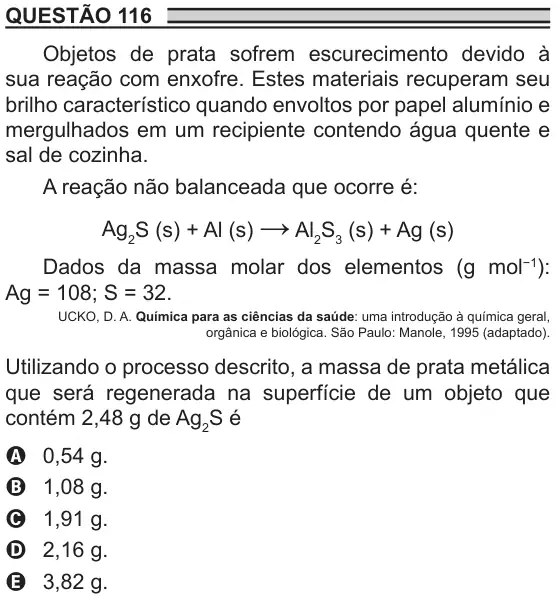 QUESTÃO 116
Objetos de prata sofrem escurecimento devido à
sua reação com enxofre. Estes materiais recuperam seu
brilho característico quando envoltos por papel alumínio e
mergulhados em um recipiente contendo água quente e
sal de cozinha.
A reação não balanceada que ocorre é:
Ag₂S (s) + Al (s) ⟶ Al₂S₃ (s) + Ag (s)
Dados da massa molar dos elementos (g mol⁻¹):
Ag = 108; S = 32.
UCKO, D. A. Química para as ciências da saúde: uma introdução à química geral,
orgânica e biológica. São Paulo: Manole, 1995 (adaptado).
Utilizando o processo descrito, a massa de prata metálica
que será regenerada na superfície de um objeto que
contém 2,48 g de Ag₂S é
A 0,54 g.
B 1,08 g.
C 1,91 g.
D 2,16 g.
E 3,82 g.